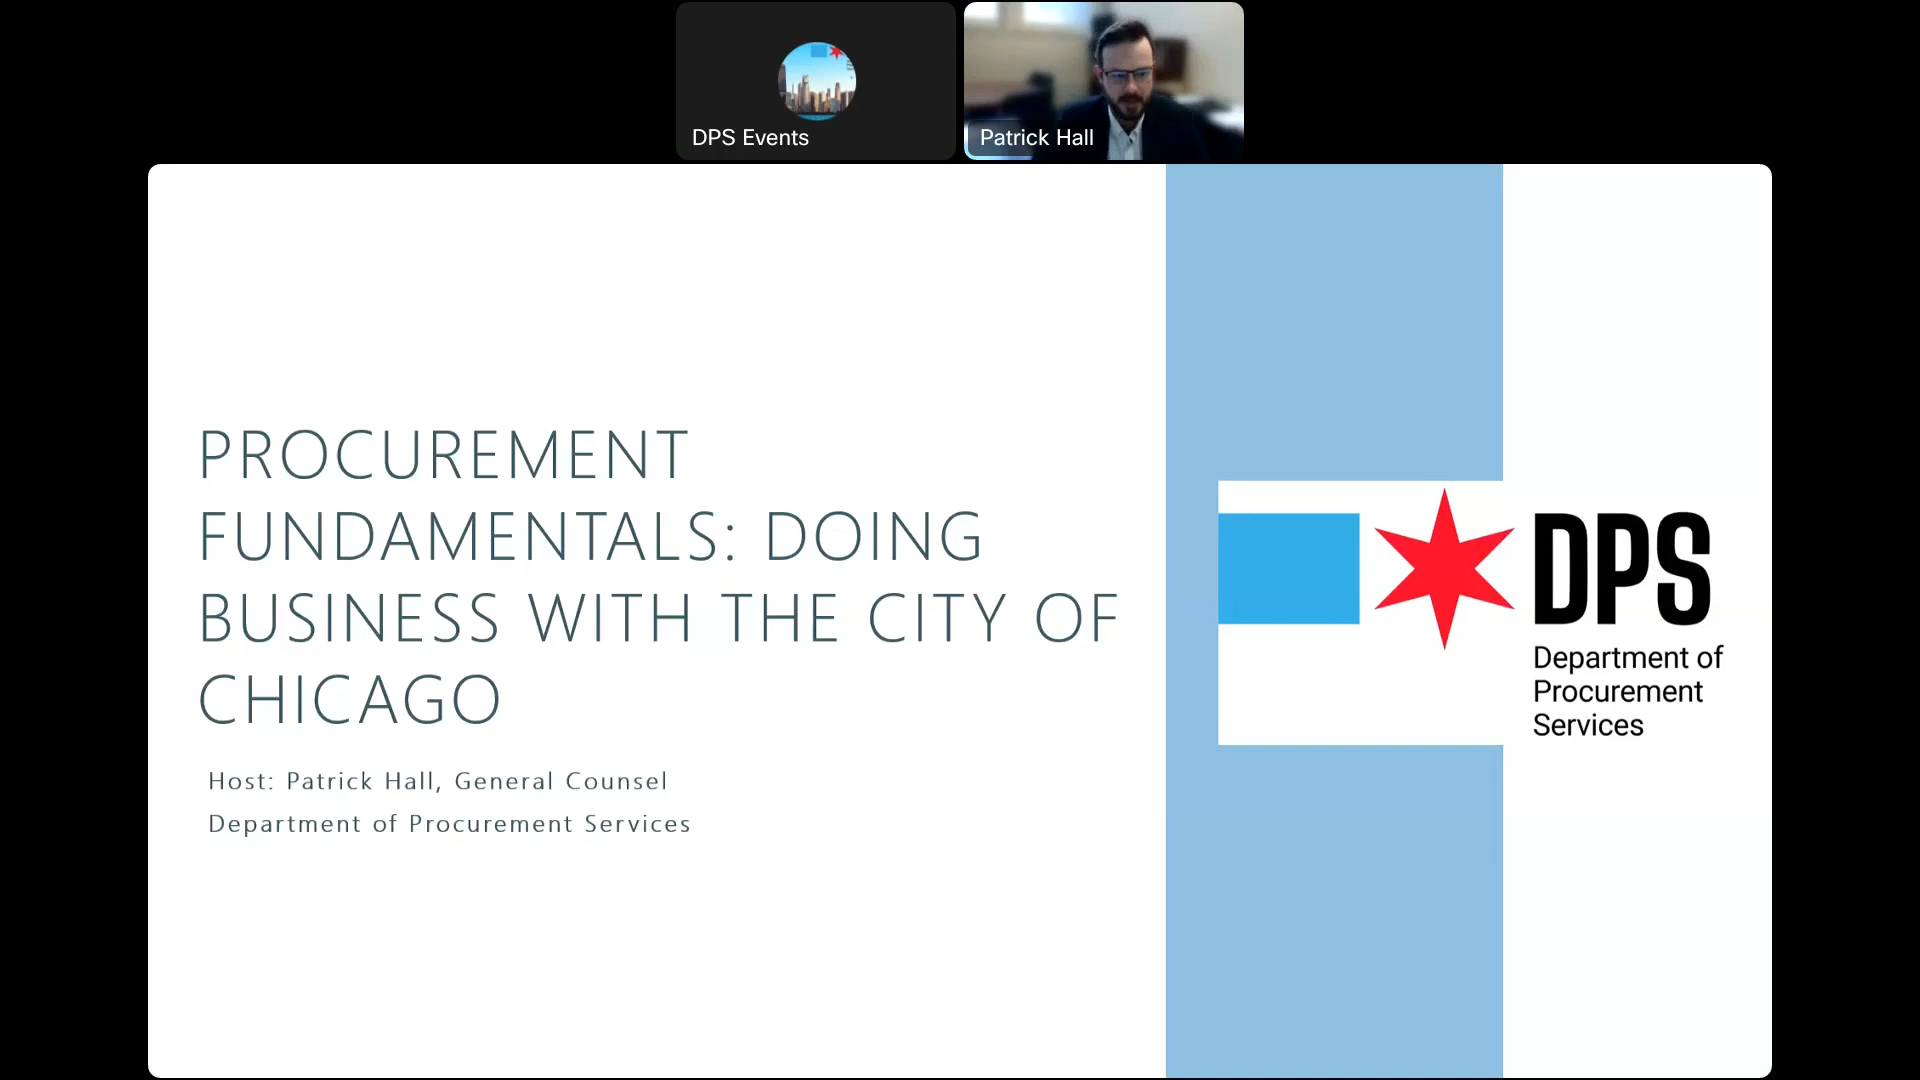 DPS Events
Patrick Hall
PROCUREMENT
FUNDAMENTALS: DOING
BUSINESS WITH THE CITY OF
CHICAGO
Host: Patrick Hall, General Counsel
Department of Procurement Services
DPS
Department of
Procurement
Services